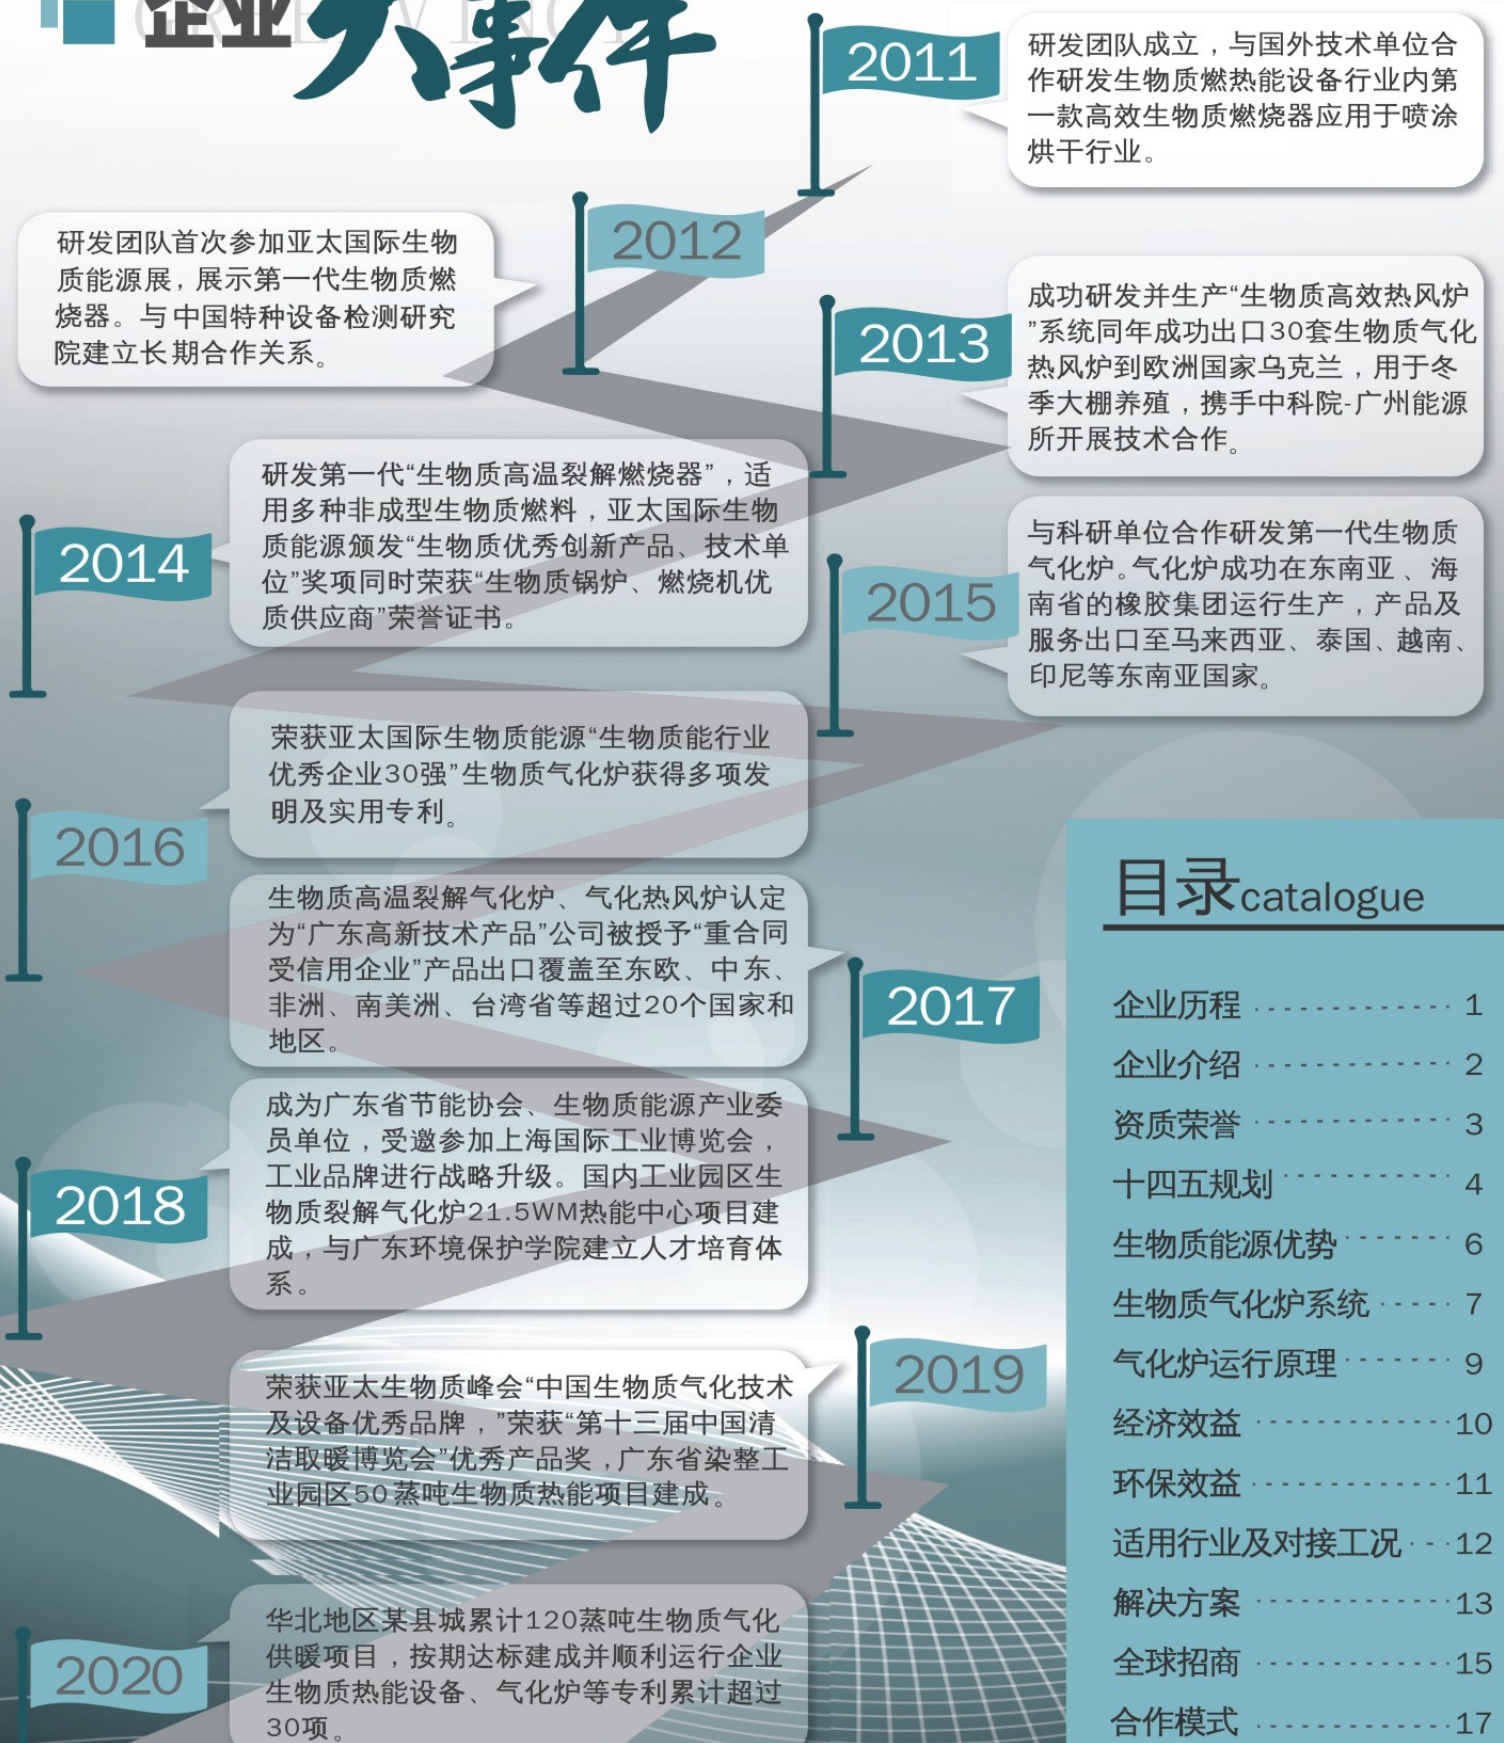 企业大事件
2011
研发团队成立，与国外技术单位合
作研发生物质燃热能设备行业内第
一款高效生物质燃烧器应用于喷涂
烘干行业。
2012
研发团队首次参加亚太国际生物
质能源展，展示第一代生物质燃
烧器。与中国特种设备检测研究
院建立长期合作关系。
2013
成功研发并生产“生物质高效热风炉
”系统同年成功出口30套生物质气化
热风炉到欧洲国家乌克兰，用于冬
季大棚养殖，携手中科院-广州能源
所开展技术合作。
2014
研发第一代“生物质高温裂解燃烧器”，适
用多种非成型生物质燃料，亚太国际生物
质能源颁发“生物质优秀创新产品、技术单
位”奖项同时荣获“生物质锅炉、燃烧机优
质供应商”荣誉证书。
2015
与科研单位合作研发第一代生物质
气化炉。气化炉成功在东南亚、海
南省的橡胶集团运行生产，产品及
服务出口至马来西亚、泰国、越南、
印尼等东南亚国家。
2016
荣获亚太国际生物质能源“生物质能行业
优秀企业30强”生物质气化炉获得多项发
明及实用专利。
2017
生物质高温裂解气化炉、气化热风炉认定
为“广东高新技术产品”公司被授予“重合同
受信用企业”产品出口覆盖至东欧、中东、
非洲、南美洲、台湾省等超过20个国家和
地区。
2018
成为广东省节能协会、生物质能源产业委
员单位，受邀参加上海国际工业博览会，
工业品牌进行战略升级。国内工业园区生
物质裂解气化炉21.5WM热能中心项目建
成，与广东环境保护学院建立人才培育体
系。
2019
荣获亚太生物质峰会“中国生物质气化技术
及设备优秀品牌，”荣获“第十三届中国清
洁取暖博览会”优秀产品奖，广东省染整工
业园区50蒸吨生物质热能项目建成。
2020
华北地区某县城累计120蒸吨生物质气化
供暖项目，按期达标建成并顺利运行企业
生物质热能设备、气化炉等专利累计超过
30项。
目录catalogue
企业历程 1
企业介绍 2
资质荣誉 3
十四五规划 4
生物质能源优势 6
生物质气化炉系统 7
气化炉运行原理 9
经济效益 10
环保效益 11
适用行业及对接工况 12
解决方案 13
全球招商 15
合作模式 17